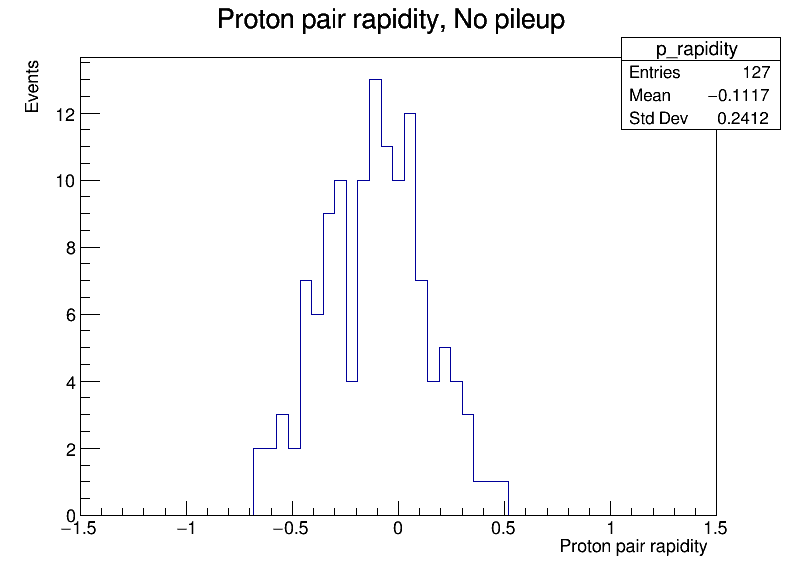 Proton pair rapidity, No pileup
p_rapidity
Entries 127
Mean −0.1117
Std Dev 0.2412
Events
12
10
8
6
4
2
0
−1.5 −1 −0.5 0 0.5 1 1.5
Proton pair rapidity